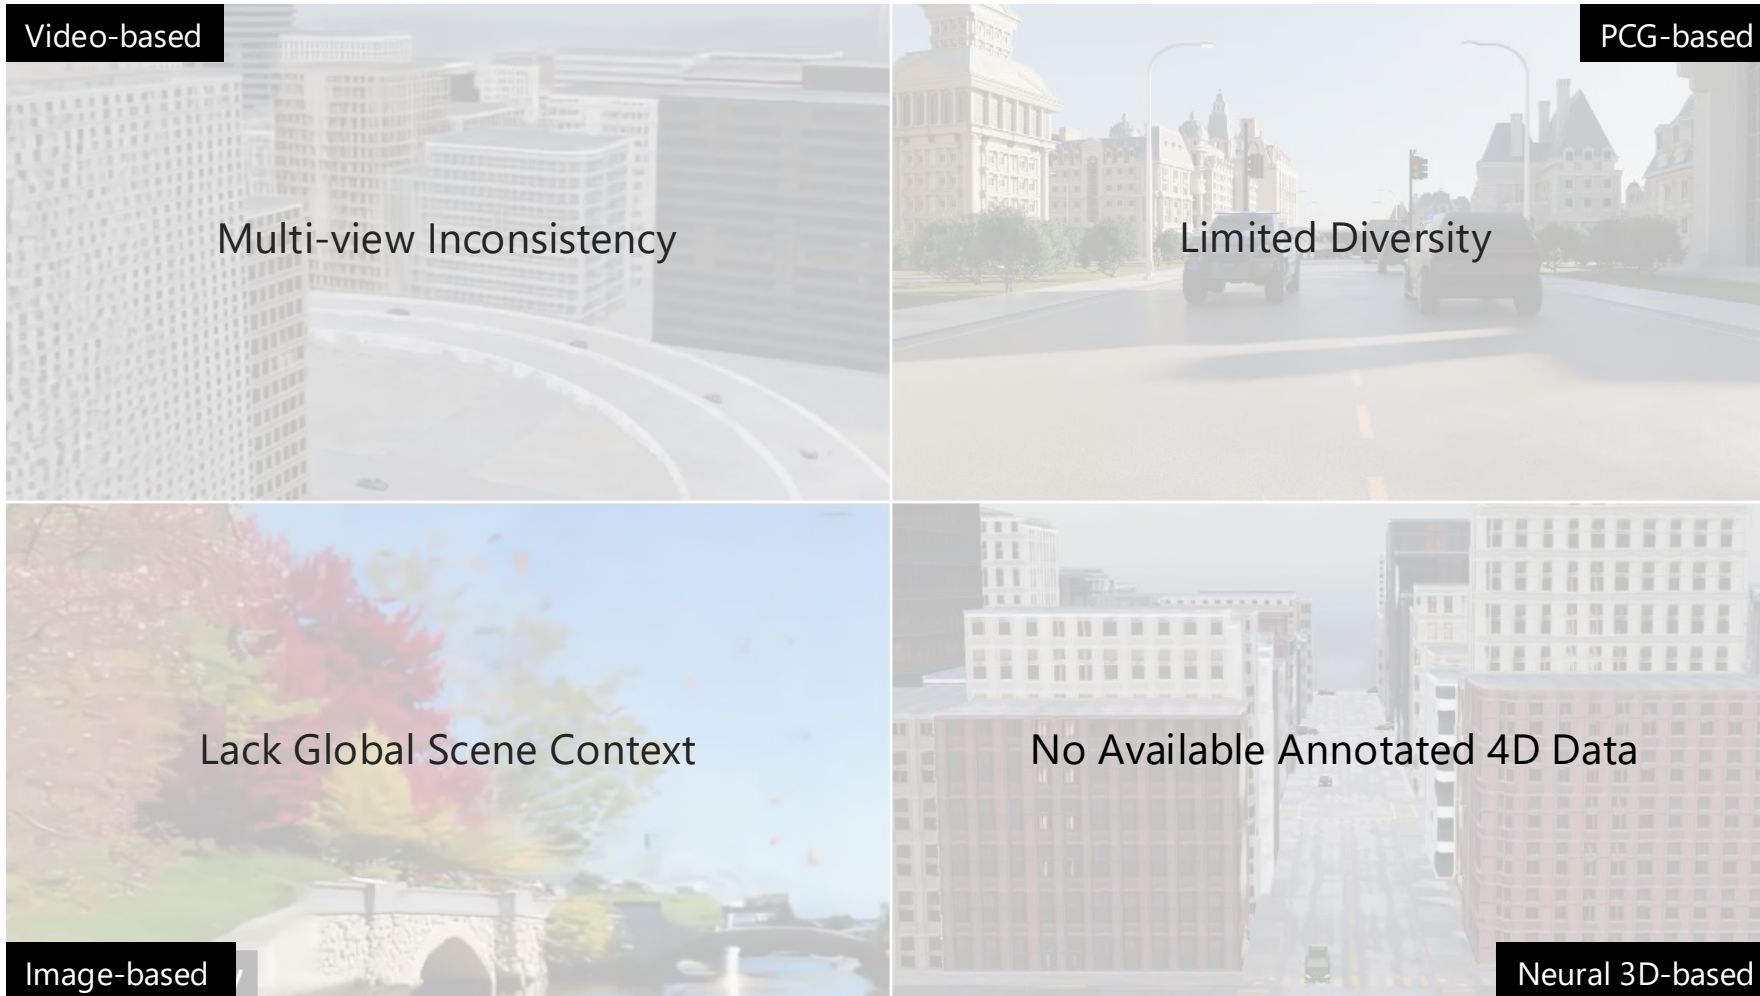 Video-based
PCG-based
Multi-view Inconsistency
Limited Diversity
Lack Global Scene Context
No Available Annotated 4D Data
Image-based
Neural 3D-based